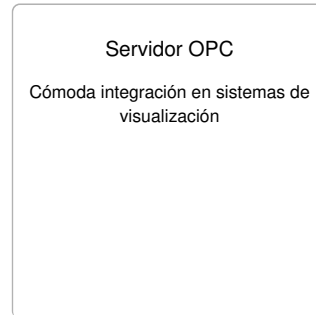 Servidor OPC
Cómoda integración en sistemas de
visualización